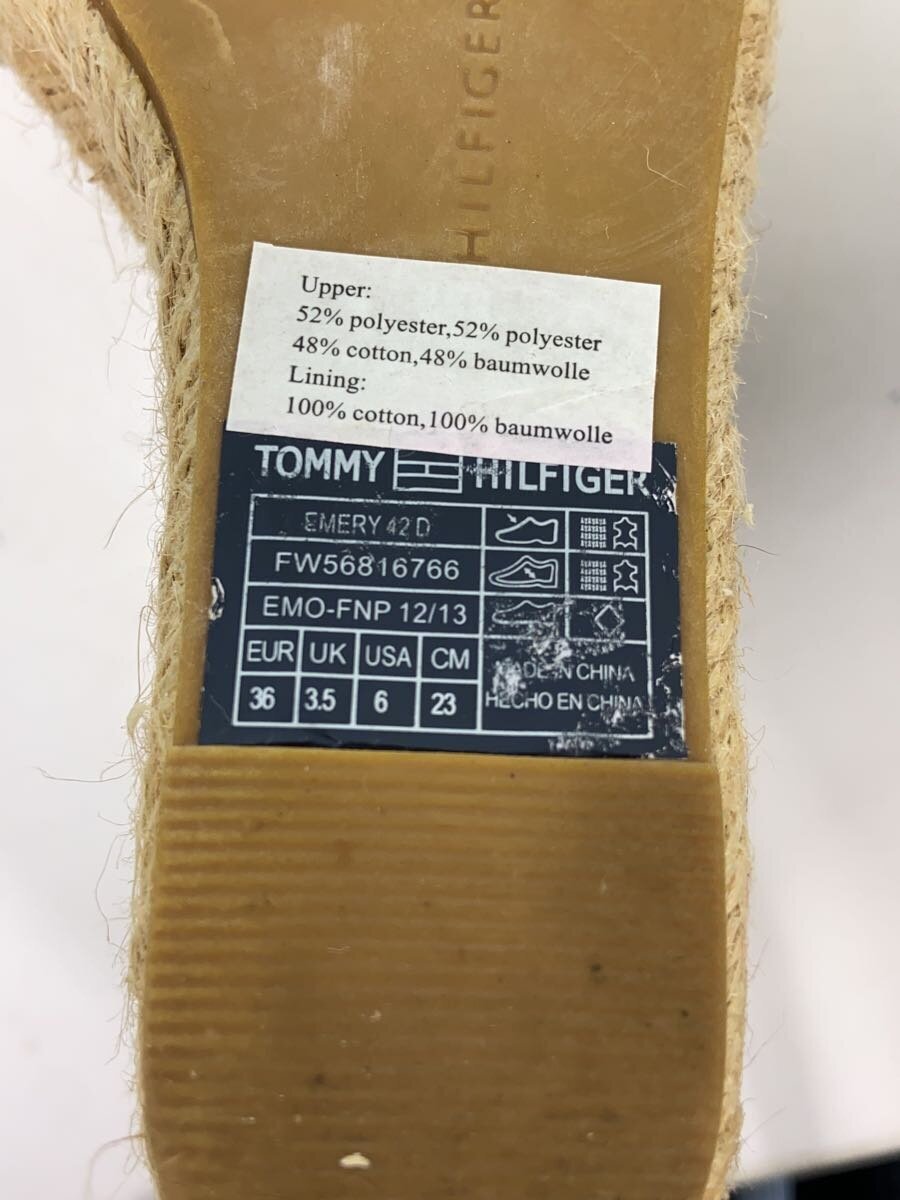 HILFIGER
Upper:
52% polyester,52% polyester
48% cotton,48% baumwolle
Lining:
100% cotton,100% baumwolle
TOMMY HILFIGER
EMERY 42 D
FW56816766
EMO-FNP 12/13
EUR UK USA CM
36 3.5 6 23
MADE IN CHINA
HECHO EN CHINA